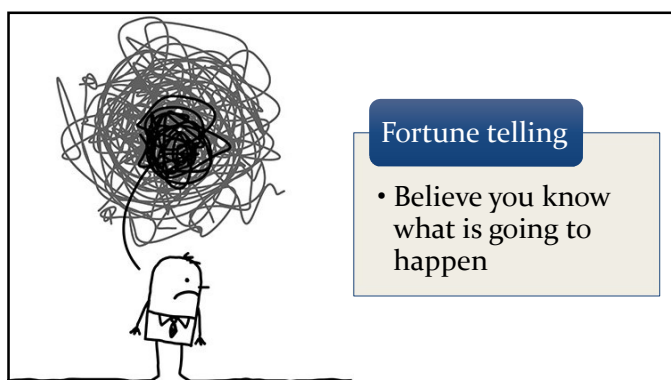 Fortune telling
• Believe you know
what is going to
happen